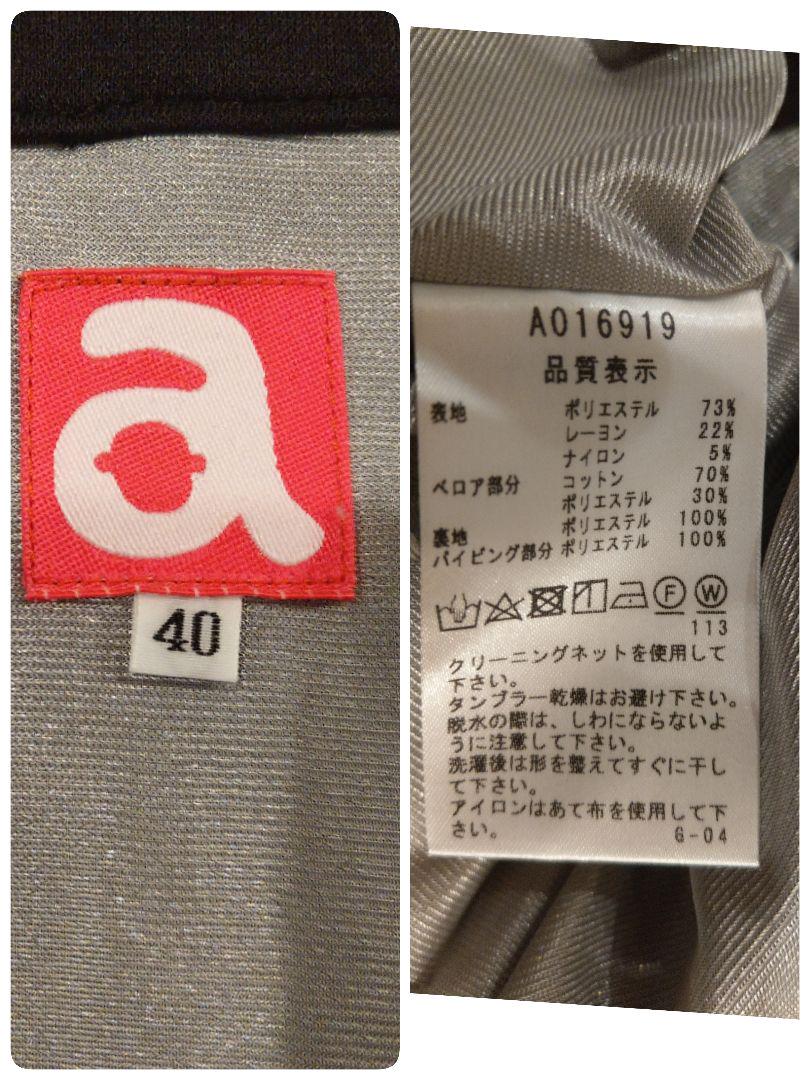 a
40
A016919
品質表示
表地 ポリエステル 73%
レーヨン 22%
ナイロン 5%
ベロア部分 コットン 70%
ポリエステル 30%
裏地 ポリエステル 100%
パイピング部分 ポリエステル 100%
F W
113
クリーニングネットを使用して
下さい。
タンブラー乾燥はお避け下さい。
脱水の際は、しわにならないよ
うに注意して下さい。
洗濯後は形を整えてすぐに干し
て下さい。
アイロンはあて布を使用して下
さい。 G-04